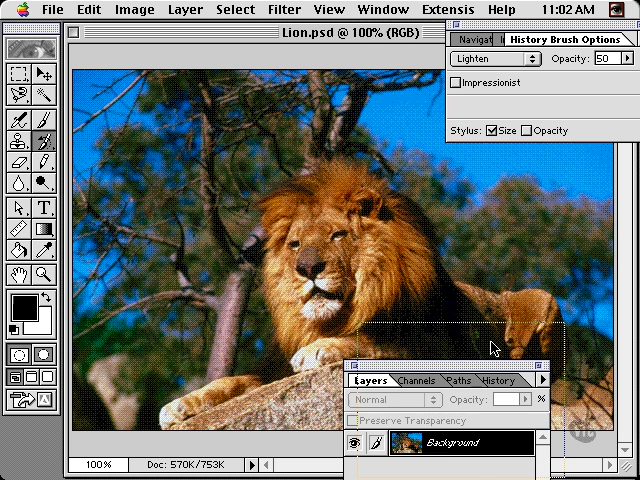 File Edit Image Layer Select Filter View Window Extensis Help 11:02 AM
Lion.psd @ 100% (RGB)
Navigat History Brush Options
Lighten Opacity: 50
Impressionist
Stylus: Size Opacity
T
Layers Channels Paths History
Normal Opacity: %
Preserve Transparency
Background
100% Doc: 570K/753K